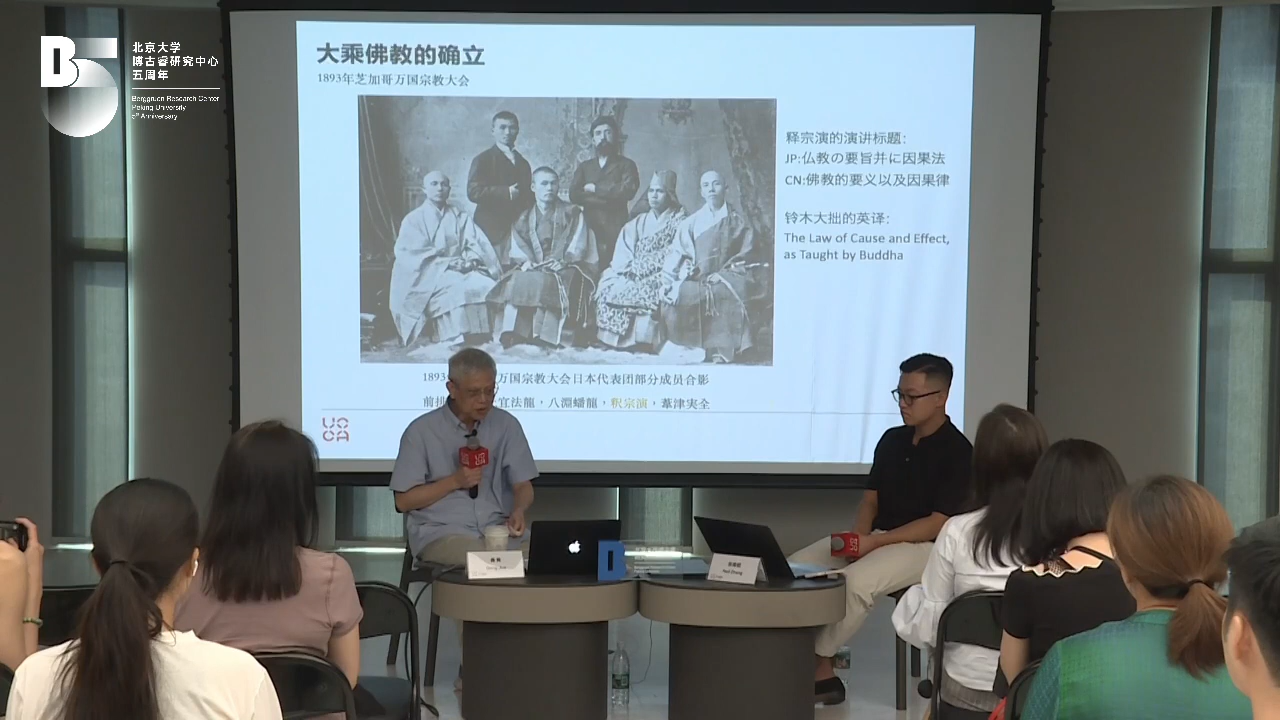 北京大学
博古睿研究中心
五周年
Berggruen Research Center
Peking University
5th Anniversary
大乘佛教的确立
1893年芝加哥万国宗教大会
释宗演的演讲标题:
JP:仏教の要旨并に因果法
CN:佛教的要义以及因果律
铃木大拙的英译:
The Law of Cause and Effect,
as Taught by Buddha
1893 万国宗教大会日本代表团部分成员合影
前排 宜法龍，八淵蟠龍，釈宗演，蘆津実全
UC
CA